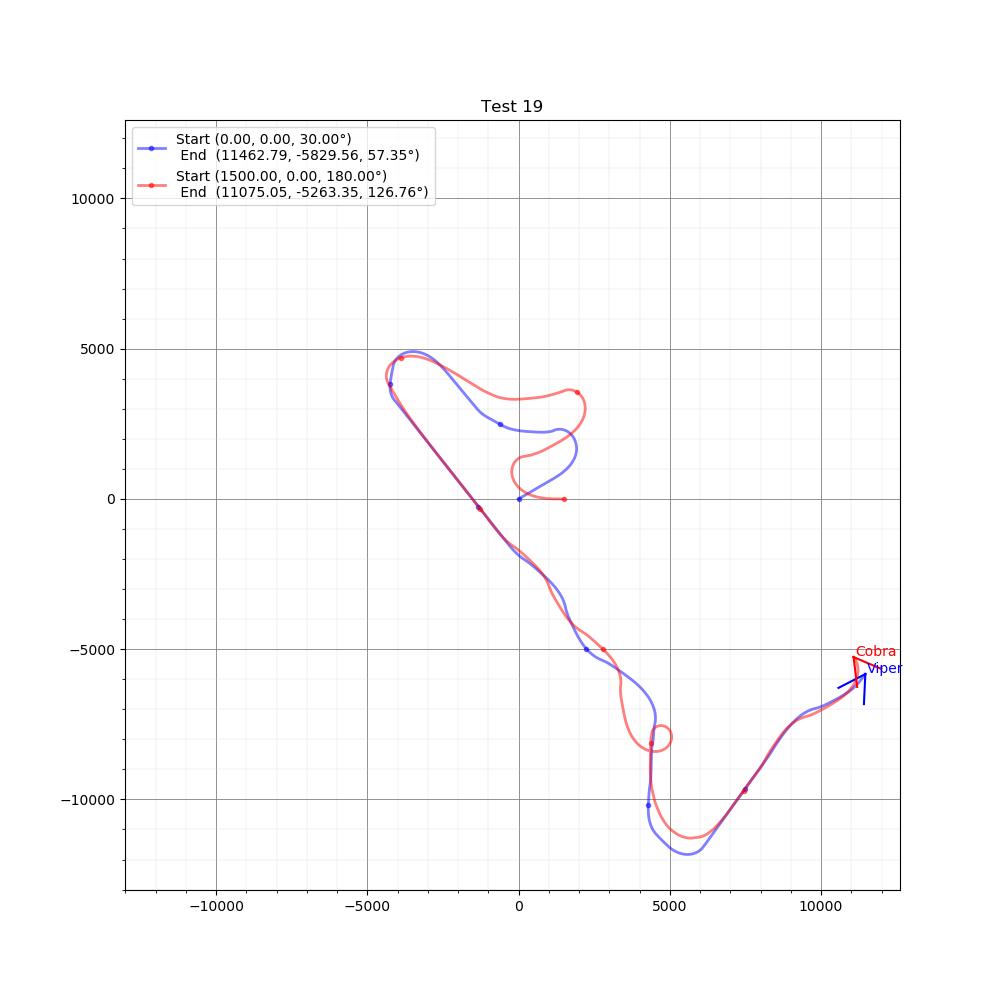 Test 19
Start (0.00, 0.00, 30.00°)
End  (11462.79, -5829.56, 57.35°)
Start (1500.00, 0.00, 180.00°)
End  (11075.05, -5263.35, 126.76°)
10000
5000
0
−5000
−10000
Cobra
Viper
−10000
−5000
0
5000
10000